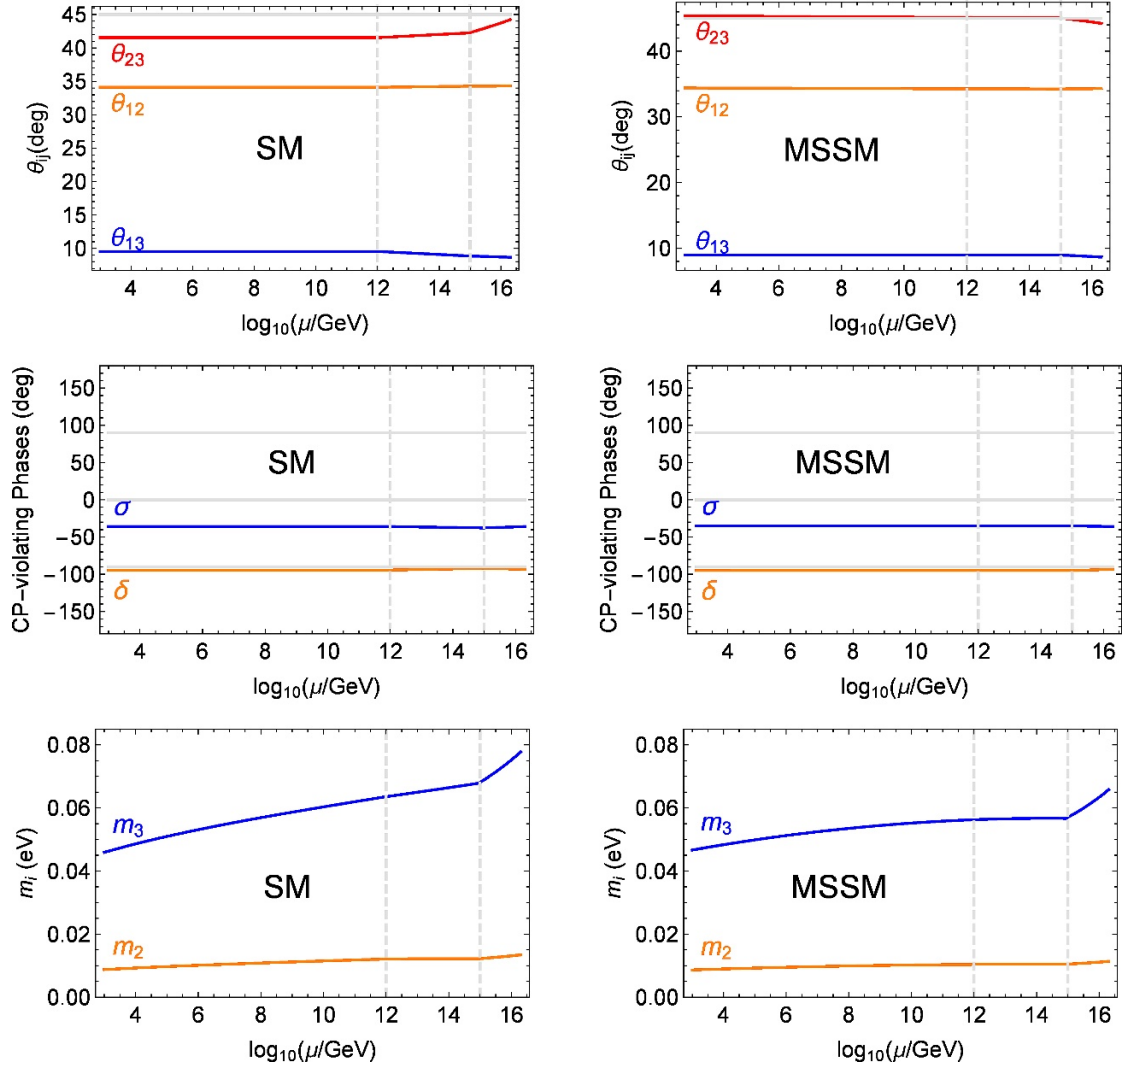 45
40
35
30
25
20
15
10
θij(deg)
θ23
θ12
SM
θ13
4 6 8 10 12 14 16
log10(μ/GeV)
40
30
20
10
θij(deg)
θ23
θ12
MSSM
θ13
4 6 8 10 12 14 16
log10(μ/GeV)
150
100
50
0
−50
−100
−150
CP−violating Phases (deg)
SM
σ
δ
4 6 8 10 12 14 16
log10(μ/GeV)
150
100
50
0
−50
−100
−150
CP−violating Phases (deg)
MSSM
σ
δ
4 6 8 10 12 14 16
log10(μ/GeV)
0.08
0.06
0.04
0.02
0.00
mi (eV)
m3
SM
m2
4 6 8 10 12 14 16
log10(μ/GeV)
0.08
0.06
0.04
0.02
0.00
mi (eV)
m3
MSSM
m2
4 6 8 10 12 14 16
log10(μ/GeV)